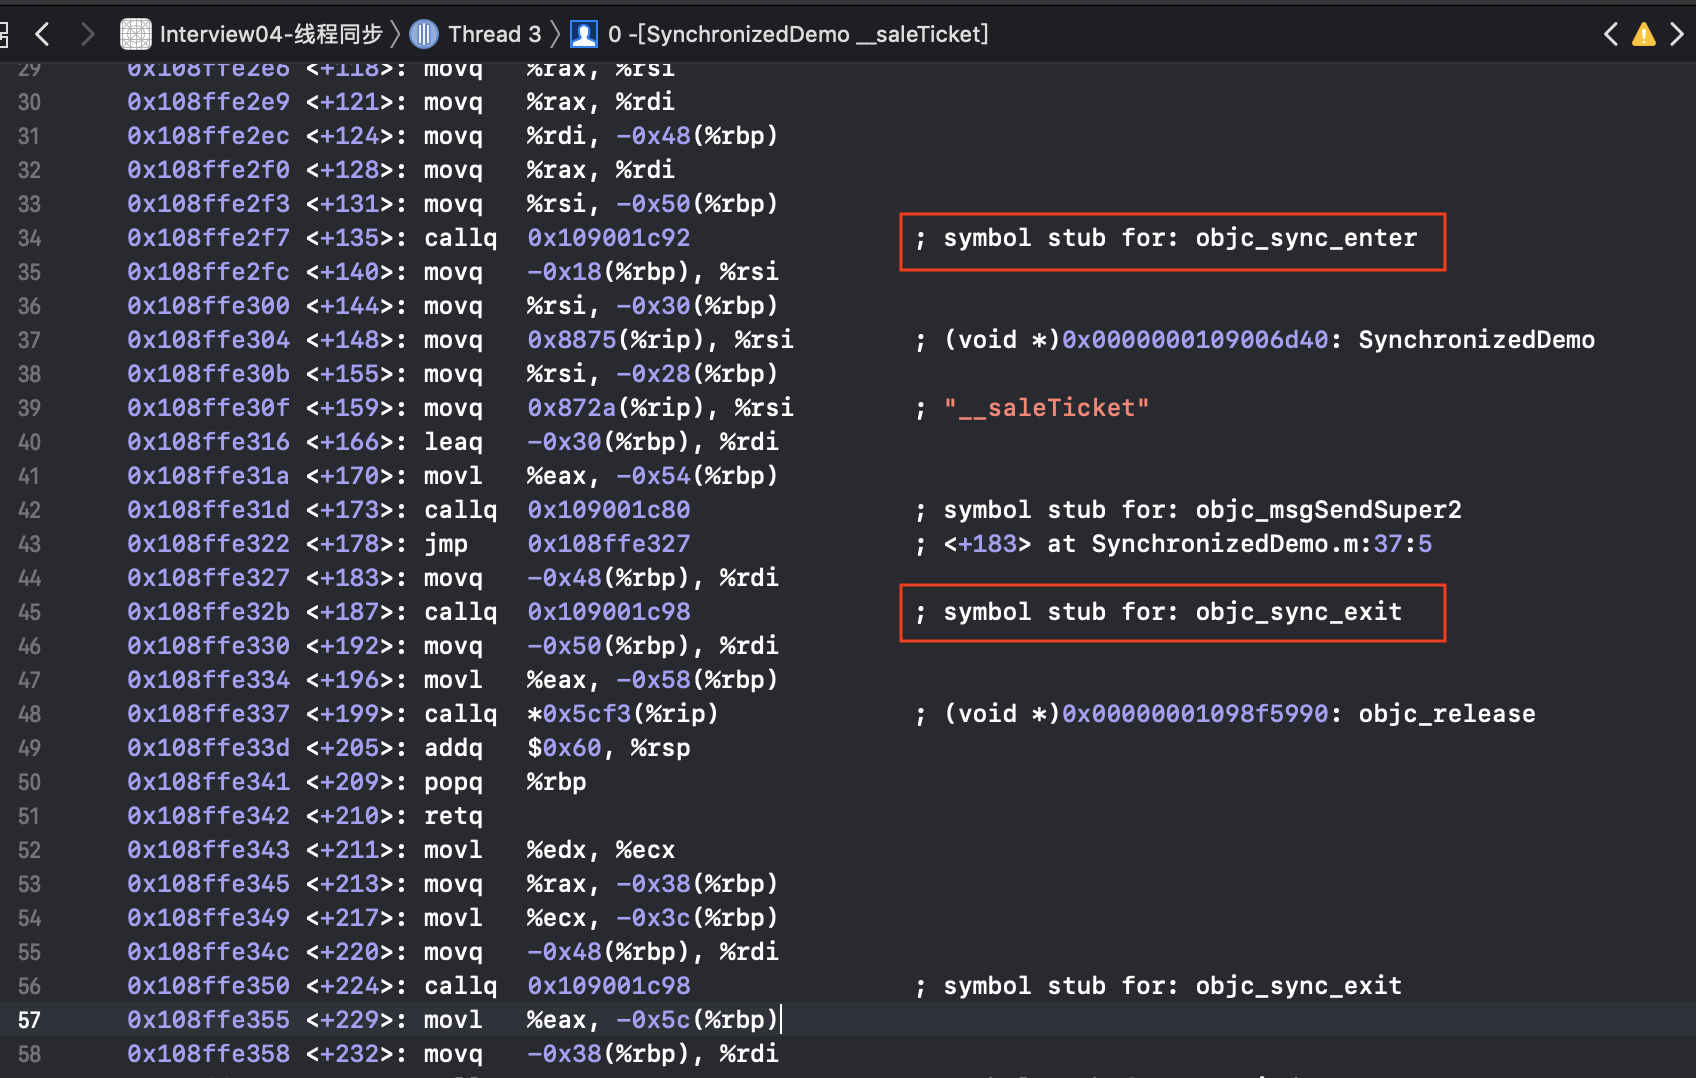 Interview04-线程同步 〉 Thread 3 〉 0 -[SynchronizedDemo __saleTicket]
29 0x108ffe2e6 <+118>: movq %rax, %rsi
30 0x108ffe2e9 <+121>: movq %rax, %rdi
31 0x108ffe2ec <+124>: movq %rdi, -0x48(%rbp)
32 0x108ffe2f0 <+128>: movq %rax, %rdi
33 0x108ffe2f3 <+131>: movq %rsi, -0x50(%rbp)
34 0x108ffe2f7 <+135>: callq 0x109001c92 ; symbol stub for: objc_sync_enter
35 0x108ffe2fc <+140>: movq -0x18(%rbp), %rsi
36 0x108ffe300 <+144>: movq %rsi, -0x30(%rbp)
37 0x108ffe304 <+148>: movq 0x8875(%rip), %rsi ; (void *)0x0000000109006d40: SynchronizedDemo
38 0x108ffe30b <+155>: movq %rsi, -0x28(%rbp)
39 0x108ffe30f <+159>: movq 0x872a(%rip), %rsi ; "__saleTicket"
40 0x108ffe316 <+166>: leaq -0x30(%rbp), %rdi
41 0x108ffe31a <+170>: movl %eax, -0x54(%rbp)
42 0x108ffe31d <+173>: callq 0x109001c80 ; symbol stub for: objc_msgSendSuper2
43 0x108ffe322 <+178>: jmp 0x108ffe327 ; <+183> at SynchronizedDemo.m:37:5
44 0x108ffe327 <+183>: movq -0x48(%rbp), %rdi
45 0x108ffe32b <+187>: callq 0x109001c98 ; symbol stub for: objc_sync_exit
46 0x108ffe330 <+192>: movq -0x50(%rbp), %rdi
47 0x108ffe334 <+196>: movl %eax, -0x58(%rbp)
48 0x108ffe337 <+199>: callq *0x5cf3(%rip) ; (void *)0x00000001098f5990: objc_release
49 0x108ffe33d <+205>: addq $0x60, %rsp
50 0x108ffe341 <+209>: popq %rbp
51 0x108ffe342 <+210>: retq
52 0x108ffe343 <+211>: movl %edx, %ecx
53 0x108ffe345 <+213>: movq %rax, -0x38(%rbp)
54 0x108ffe349 <+217>: movl %ecx, -0x3c(%rbp)
55 0x108ffe34c <+220>: movq -0x48(%rbp), %rdi
56 0x108ffe350 <+224>: callq 0x109001c98 ; symbol stub for: objc_sync_exit
57 0x108ffe355 <+229>: movl %eax, -0x5c(%rbp)
58 0x108ffe358 <+232>: movq -0x38(%rbp), %rdi